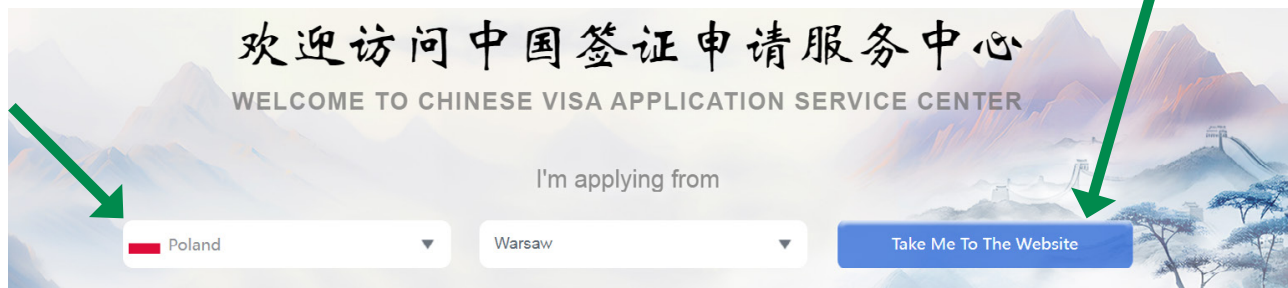 欢迎访问中国签证申请服务中心
WELCOME TO CHINESE VISA APPLICATION SERVICE CENTER
I'm applying from
Poland
Warsaw
Take Me To The Website